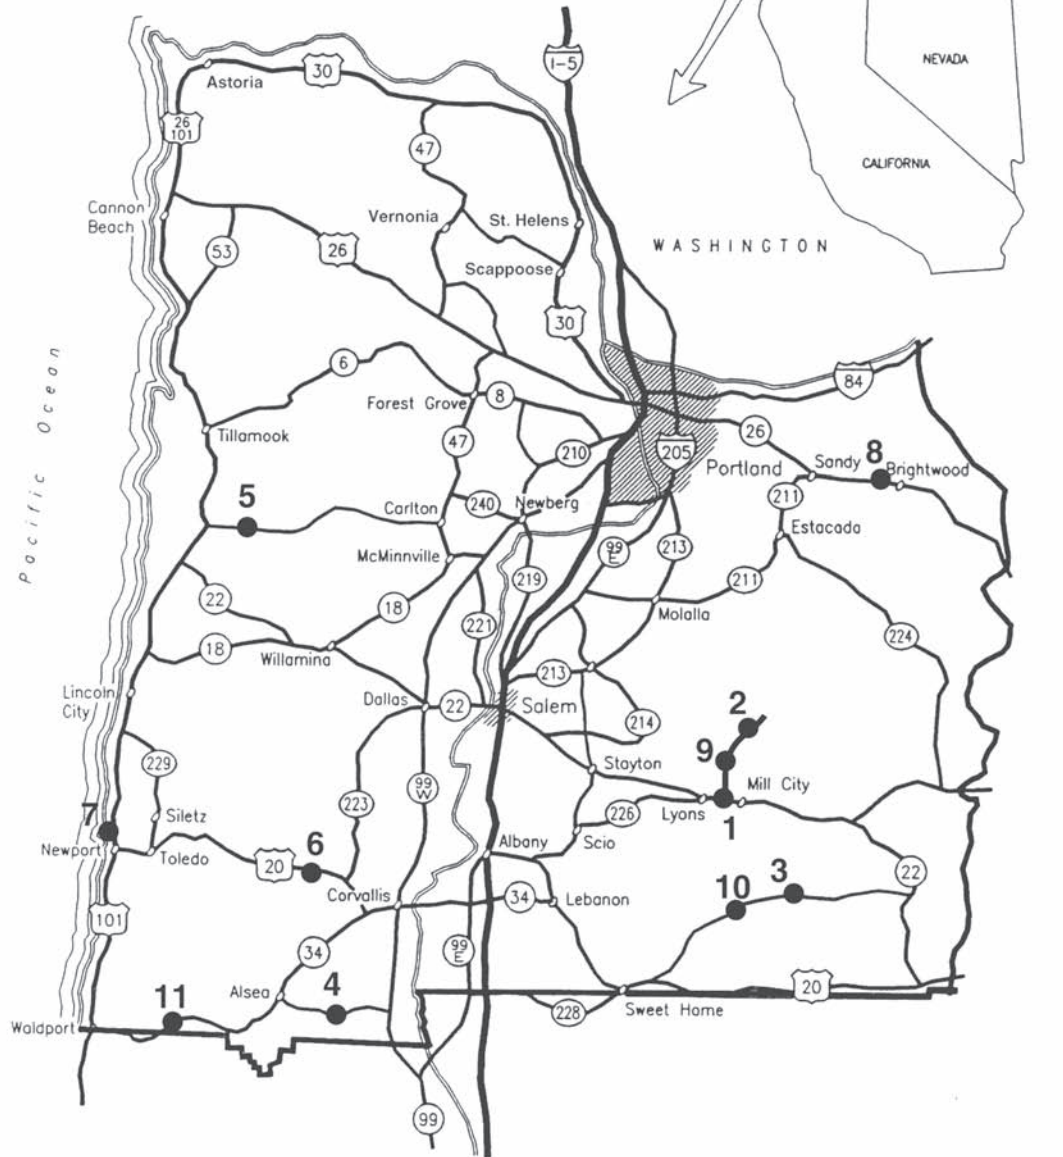 I-5
NEVADA
Astoria
30
26
101
47
CALIFORNIA
Cannon
Beach
Vernonia
St. Helens
WASHINGTON
53
26
Scappoose
30
Pacific Ocean
6
84
Forest Grove
8
Tillamook
47
210
26
205
Portland
Sandy
8
Brightwood
5
240
Newberg
211
Carlton
Estacada
McMinnville
99
E
213
219
211
22
18
Molalla
221
18
Willamina
213
224
Lincoln
City
Dallas
22
Salem
214
2
229
Stayton
9
99
W
Mill City
223
226
Lyons
1
7
Siletz
Scio
Newport
Toledo
20
6
Albany
22
Corvallis
34
Lebanon
10
3
101
34
99
E
Alsea
4
20
11
228
Sweet Home
Waldport
99